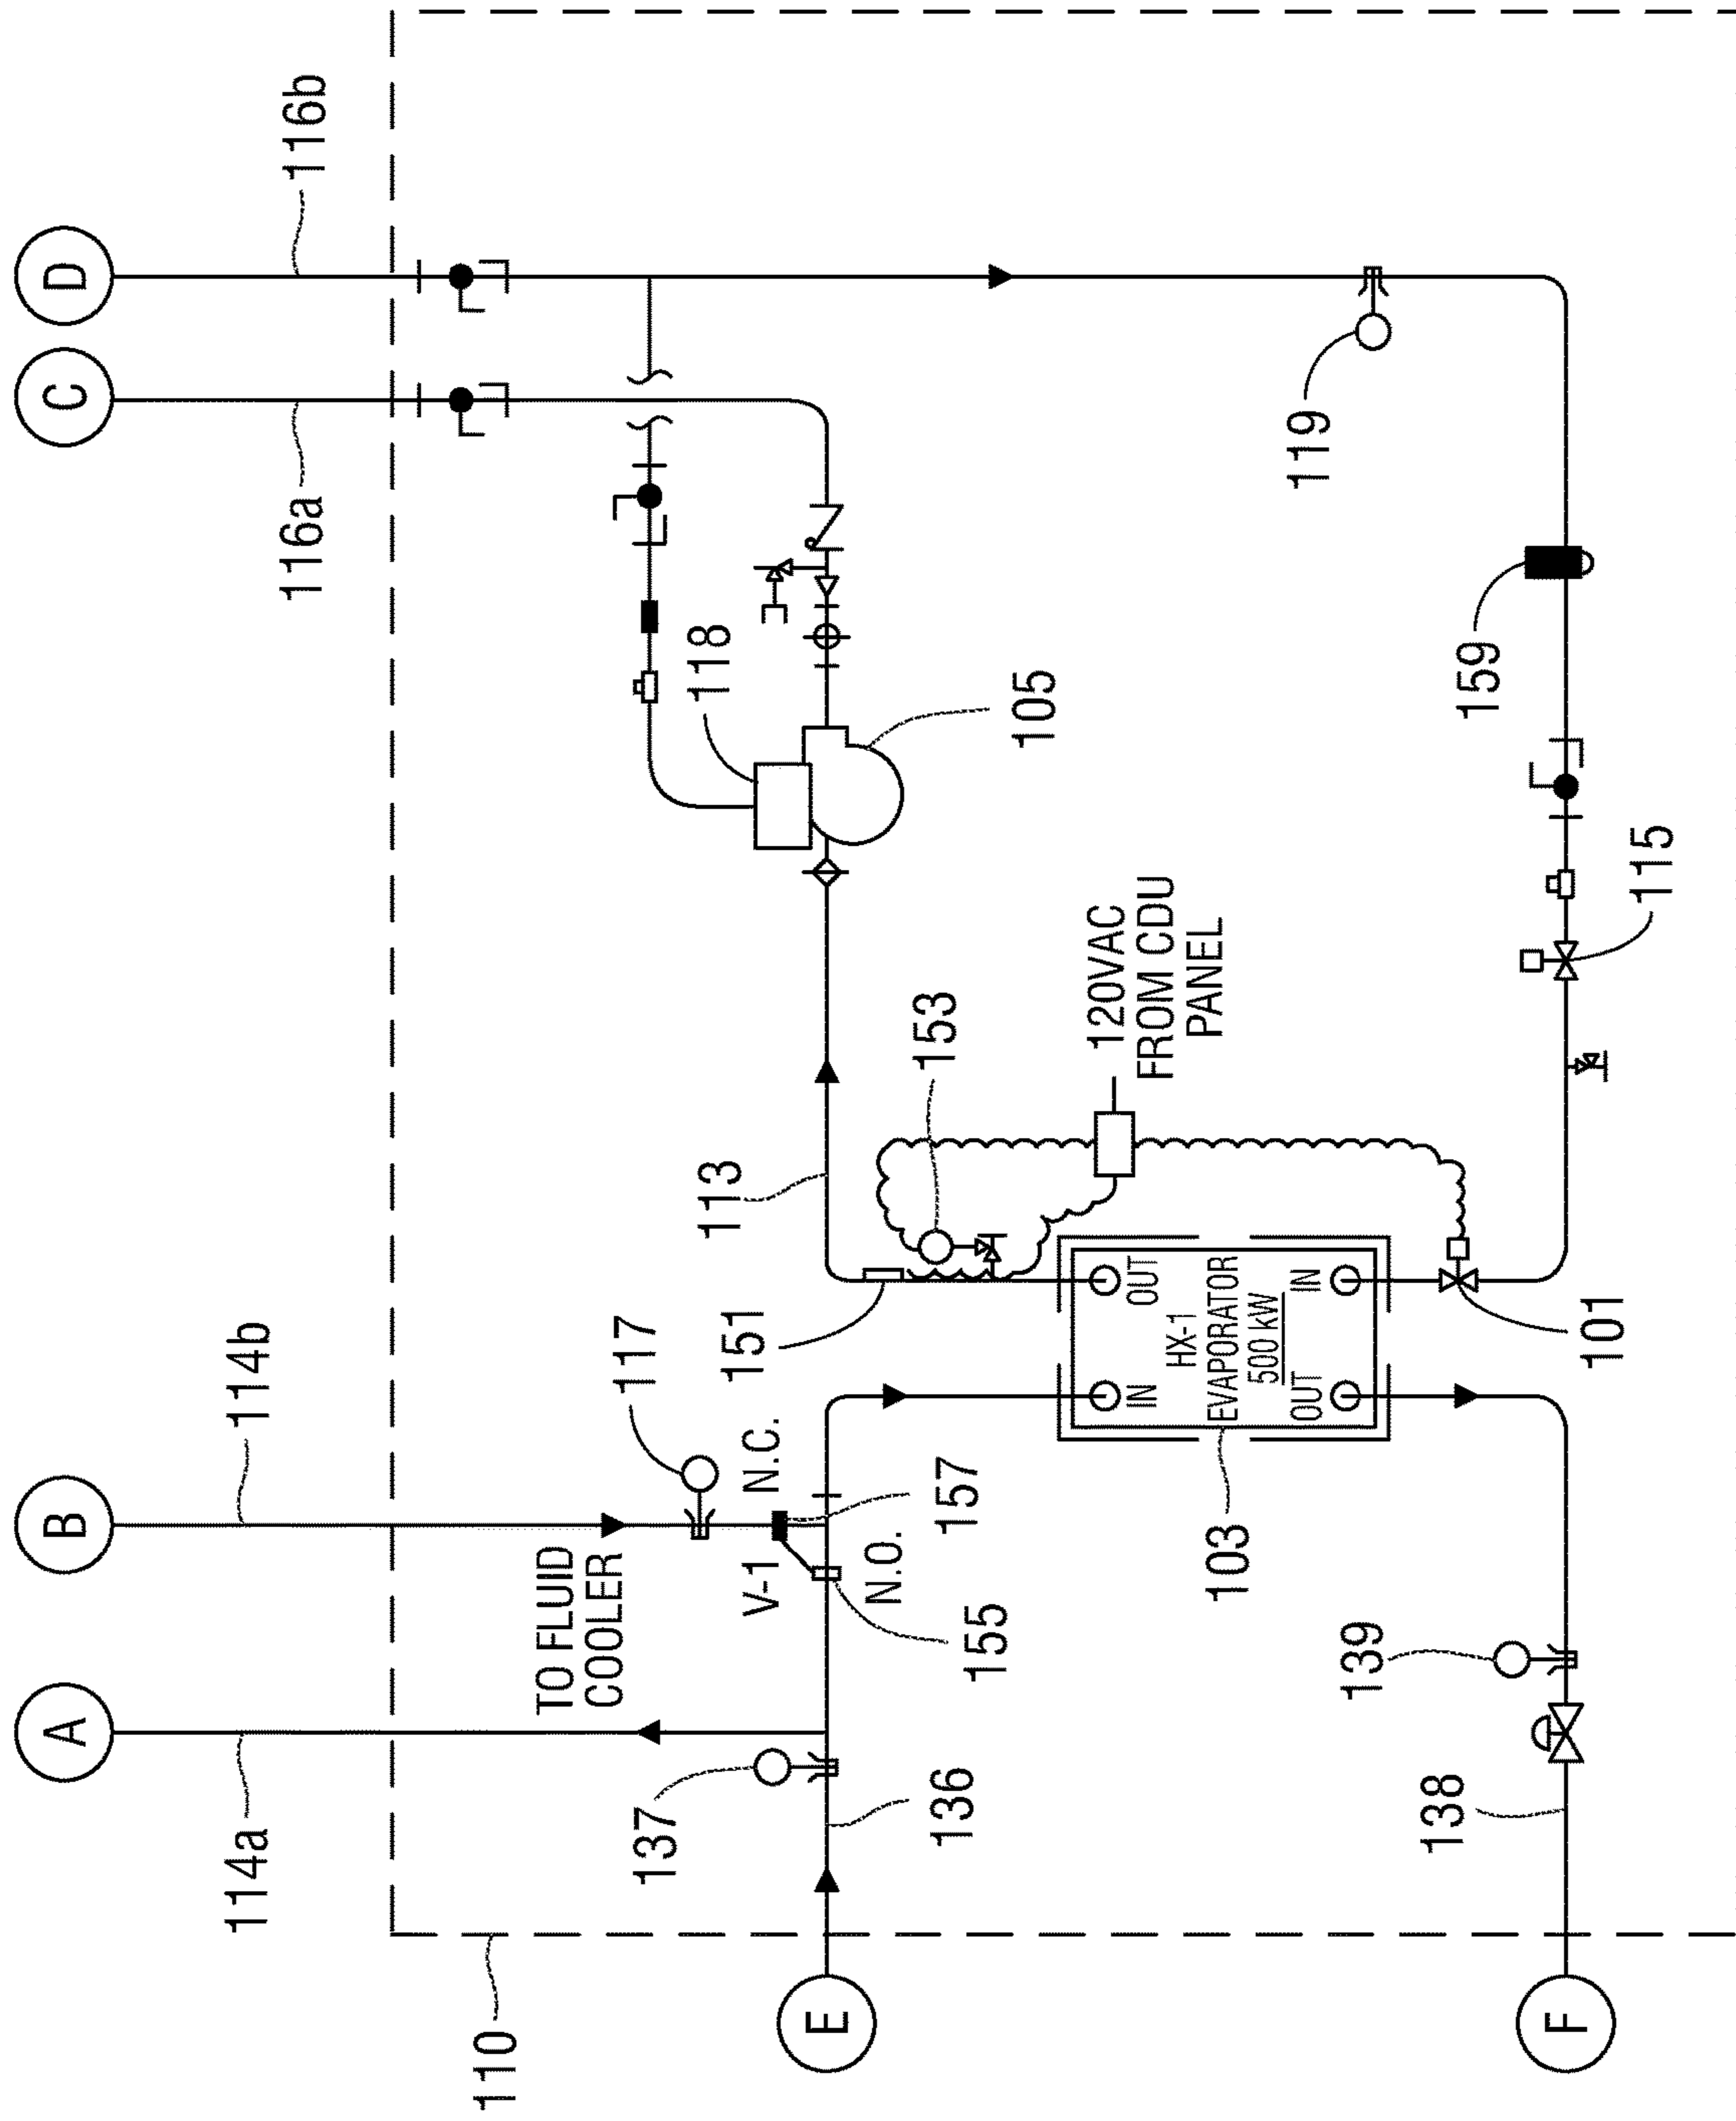 A
B
C
D
114a
114b
116a
116b
110
TO FLUID
COOLER
117
137
118
113
151
V-1
N.C.
E
N.O.
153
136
157
155
105
120VAC
FROM CDU
PANEL
IN
OUT
HX-1
EVAPORATOR
500 kW
OUT
IN
103
119
139
138
159
F
101
115